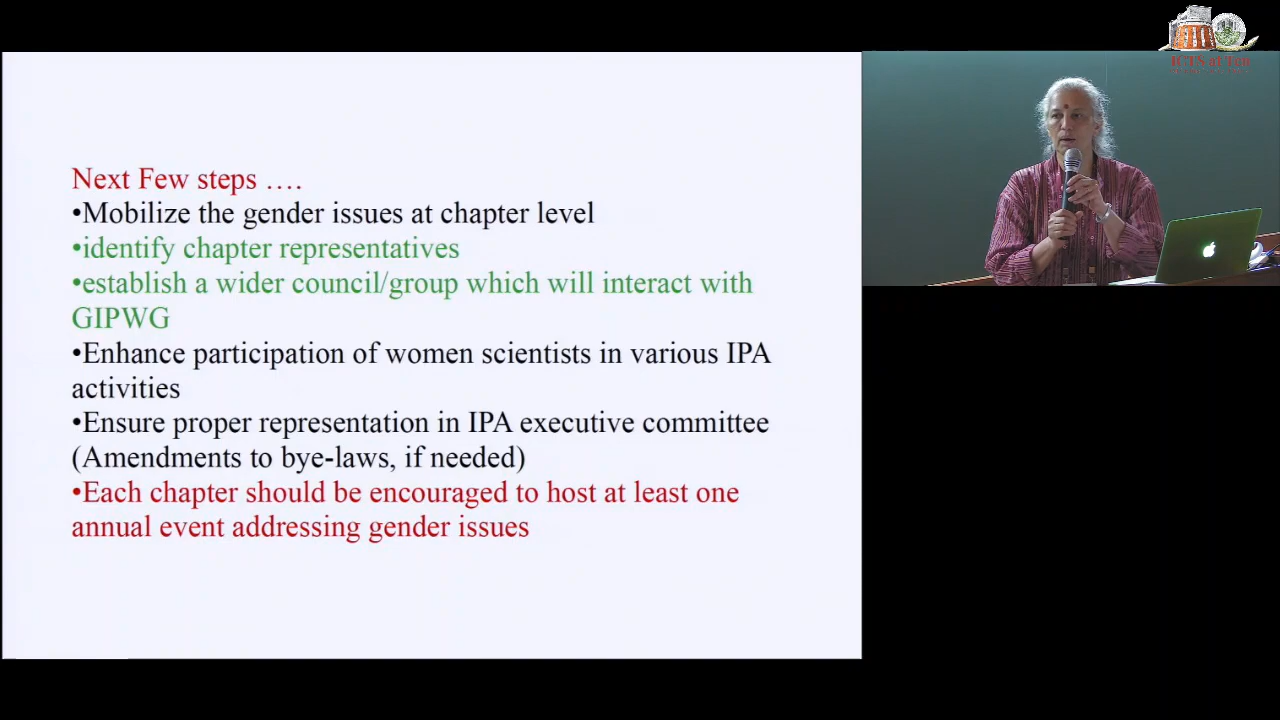 Next Few steps ….
•Mobilize the gender issues at chapter level
•identify chapter representatives
•establish a wider council/group which will interact with
GIPWG
•Enhance participation of women scientists in various IPA
activities
•Ensure proper representation in IPA executive committee
(Amendments to bye-laws, if needed)
•Each chapter should be encouraged to host at least one
annual event addressing gender issues